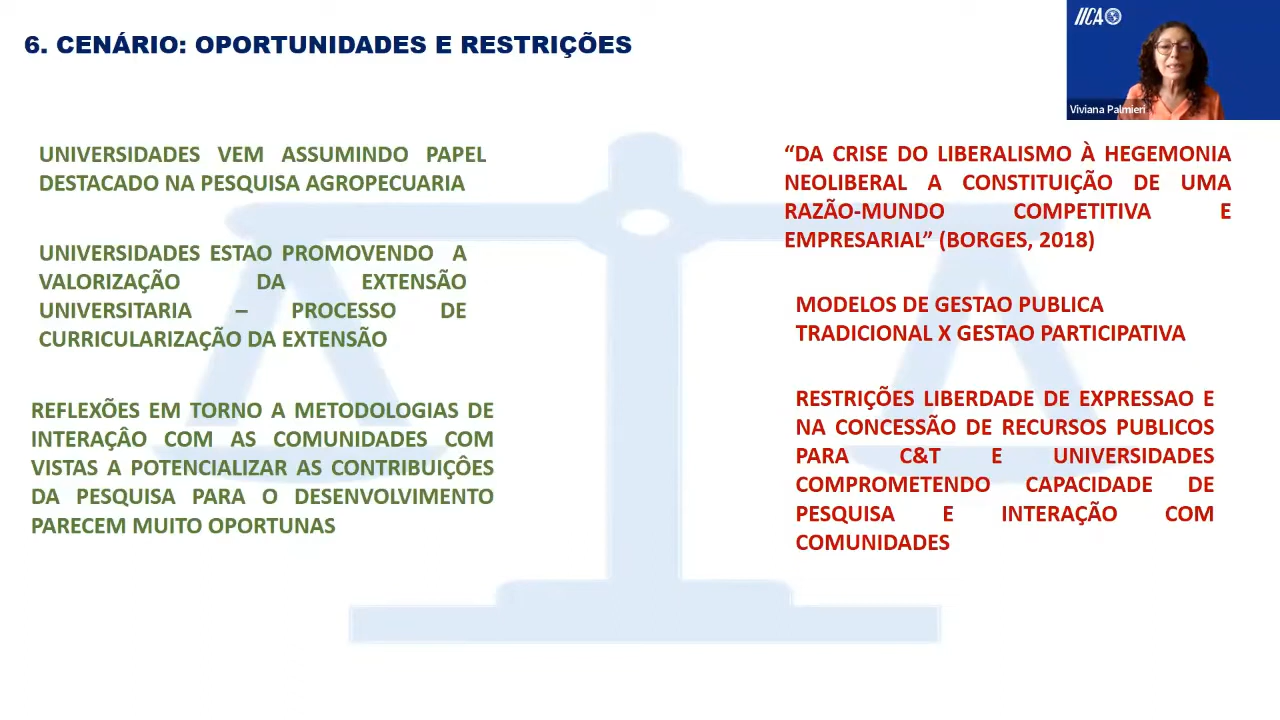 6. CENÁRIO: OPORTUNIDADES E RESTRIÇÕES
IICA
Viviana Palmieri
UNIVERSIDADES VEM ASSUMINDO PAPEL
DESTACADO NA PESQUISA AGROPECUARIA
UNIVERSIDADES ESTAO PROMOVENDO A
VALORIZAÇÃO DA EXTENSÃO
UNIVERSITARIA – PROCESSO DE
CURRICULARIZAÇÃO DA EXTENSÃO
REFLEXÕES EM TORNO A METODOLOGIAS DE
INTERAÇÂO COM AS COMUNIDADES COM
VISTAS A POTENCIALIZAR AS CONTRIBUIÇÊS
DA PESQUISA PARA O DESENVOLVIMENTO
PARECEM MUITO OPORTUNAS
“DA CRISE DO LIBERALISMO À HEGEMONIA
NEOLIBERAL A CONSTITUIÇÃO DE UMA
RAZÃO-MUNDO COMPETITIVA E
EMPRESARIAL” (BORGES, 2018)
MODELOS DE GESTAO PUBLICA
TRADICIONAL X GESTAO PARTICIPATIVA
RESTRIÇÕES LIBERDADE DE EXPRESSAO E
NA CONCESSÃO DE RECURSOS PUBLICOS
PARA C&T E UNIVERSIDADES
COMPROMETENDO CAPACIDADE DE
PESQUISA E INTERAÇÃO COM
COMUNIDADES